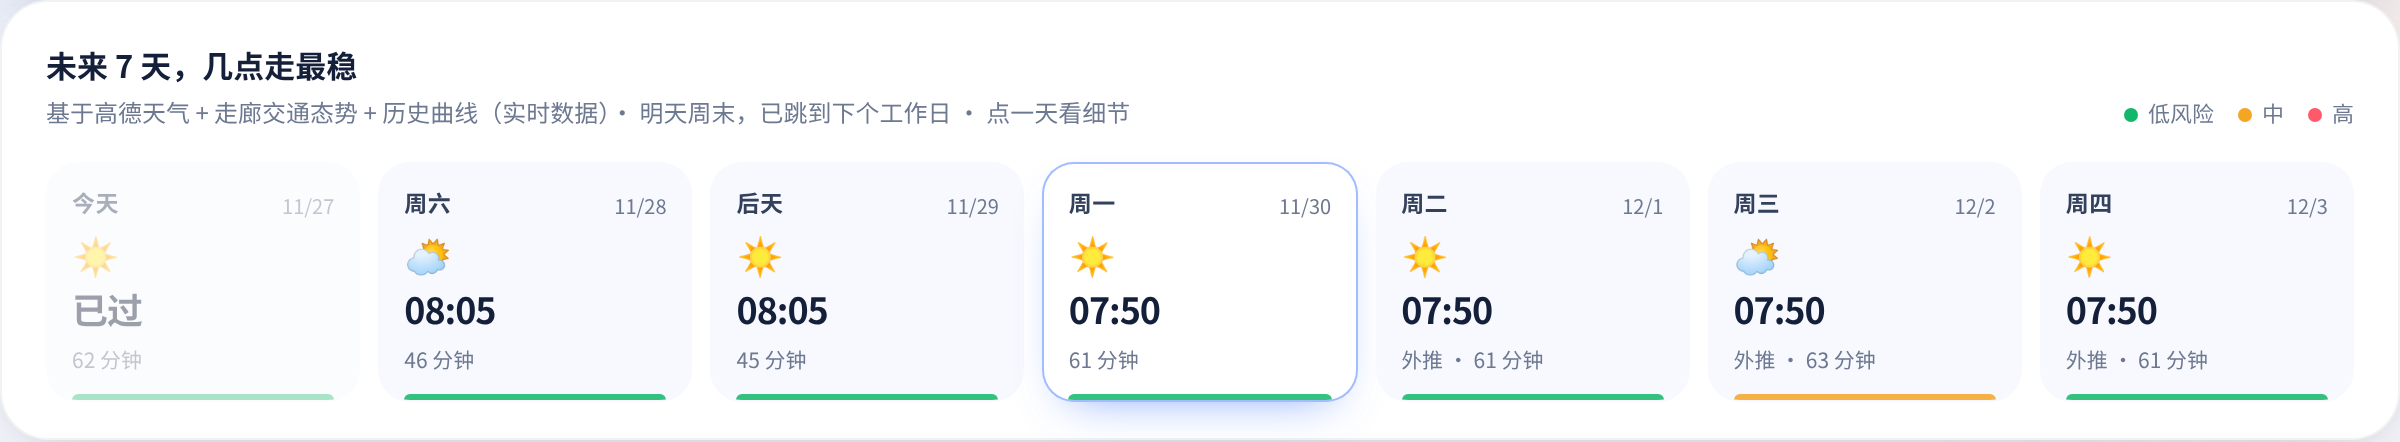 未来 7 天，几点走最稳
基于高德天气 + 走廊交通态势 + 历史曲线（实时数据）· 明天周末，已跳到下个工作日 · 点一天看细节
低风险 中 高
今天 11/27
已过
62 分钟
周六 11/28
08:05
46 分钟
后天 11/29
08:05
45 分钟
周一 11/30
07:50
61 分钟
周二 12/1
07:50
外推 · 61 分钟
周三 12/2
07:50
外推 · 63 分钟
周四 12/3
07:50
外推 · 61 分钟